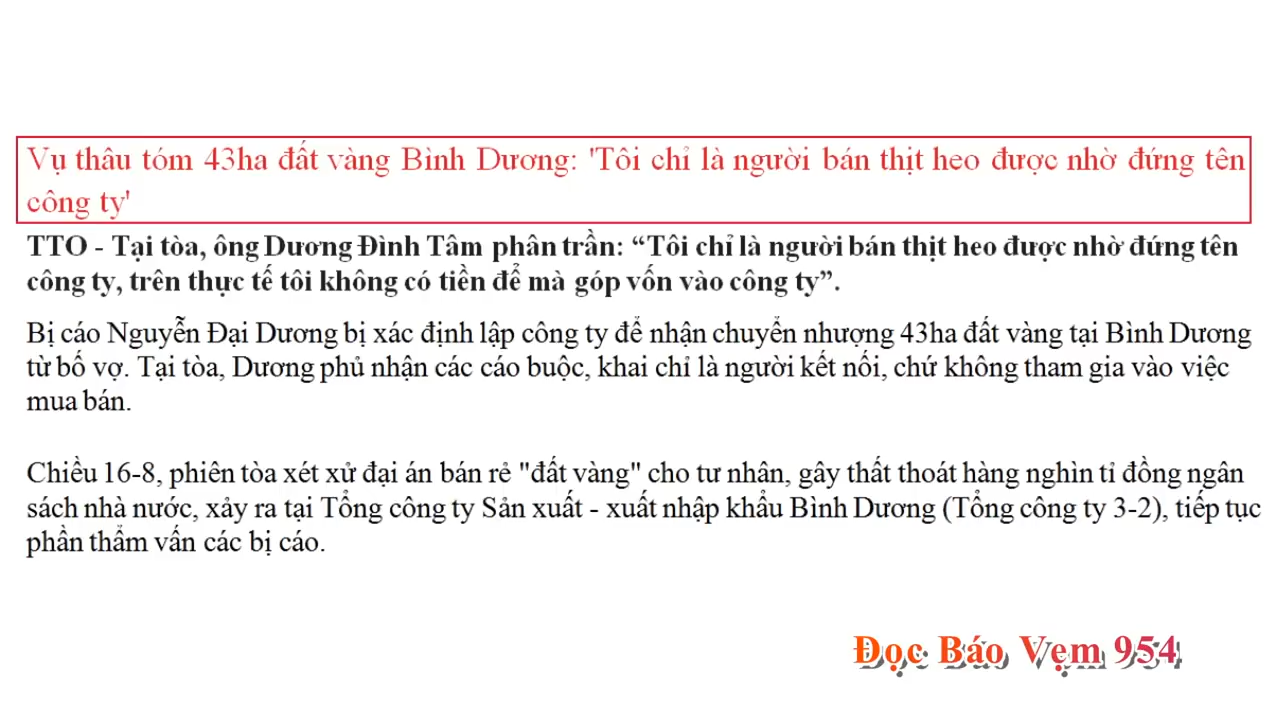 Vụ thâu tóm 43ha đất vàng Bình Dương: 'Tôi chỉ là người bán thịt heo được nhờ đứng tên
công ty'
TTO - Tại tòa, ông Dương Đình Tâm phân trần: “Tôi chỉ là người bán thịt heo được nhờ đứng tên
công ty, trên thực tế tôi không có tiền để mà góp vốn vào công ty”.
Bị cáo Nguyễn Đại Dương bị xác định lập công ty để nhận chuyển nhượng 43ha đất vàng tại Bình Dương
từ bố vợ. Tại tòa, Dương phủ nhận các cáo buộc, khai chỉ là người kết nối, chứ không tham gia vào việc
mua bán.
Chiều 16-8, phiên tòa xét xử đại án bán rẻ "đất vàng" cho tư nhân, gây thất thoát hàng nghìn tỉ đồng ngân
sách nhà nước, xảy ra tại Tổng công ty Sản xuất - xuất nhập khẩu Bình Dương (Tổng công ty 3-2), tiếp tục
phần thẩm vấn các bị cáo.
Đọc Báo Vẹm 954